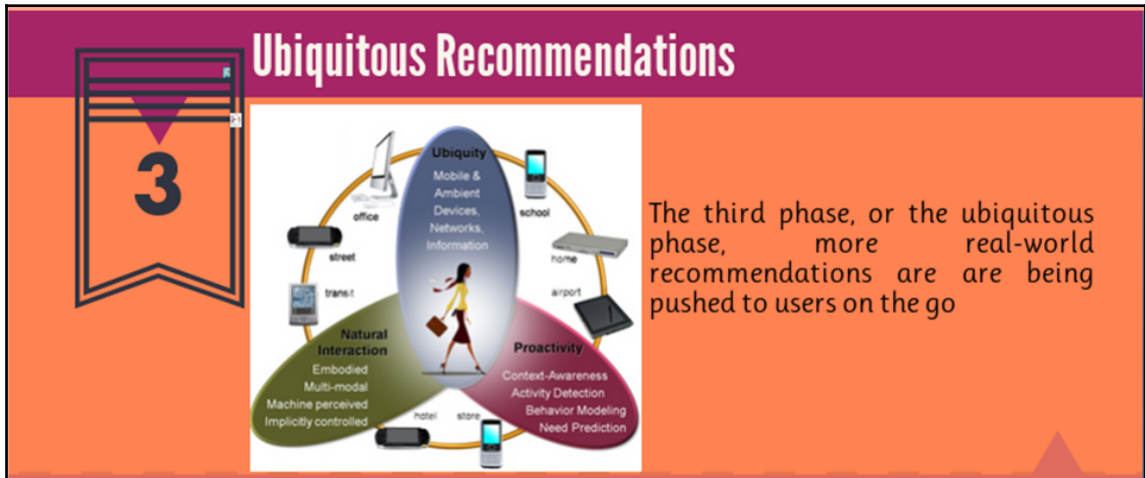 Ubiquitous Recommendations
3
The third phase, or the ubiquitous
phase, more real-world
recommendations are are being
pushed to users on the go
Ubiquity
Mobile &
Ambient
Devices,
Networks,
Information
office
school
street
home
transit
airport
Natural
Interaction
Embodied
Multi-modal
Machine perceived
Implicitly controlled
Proactivity
Context-Awareness
Activity Detection
Behavior Modeling
Need Prediction
hotel
store